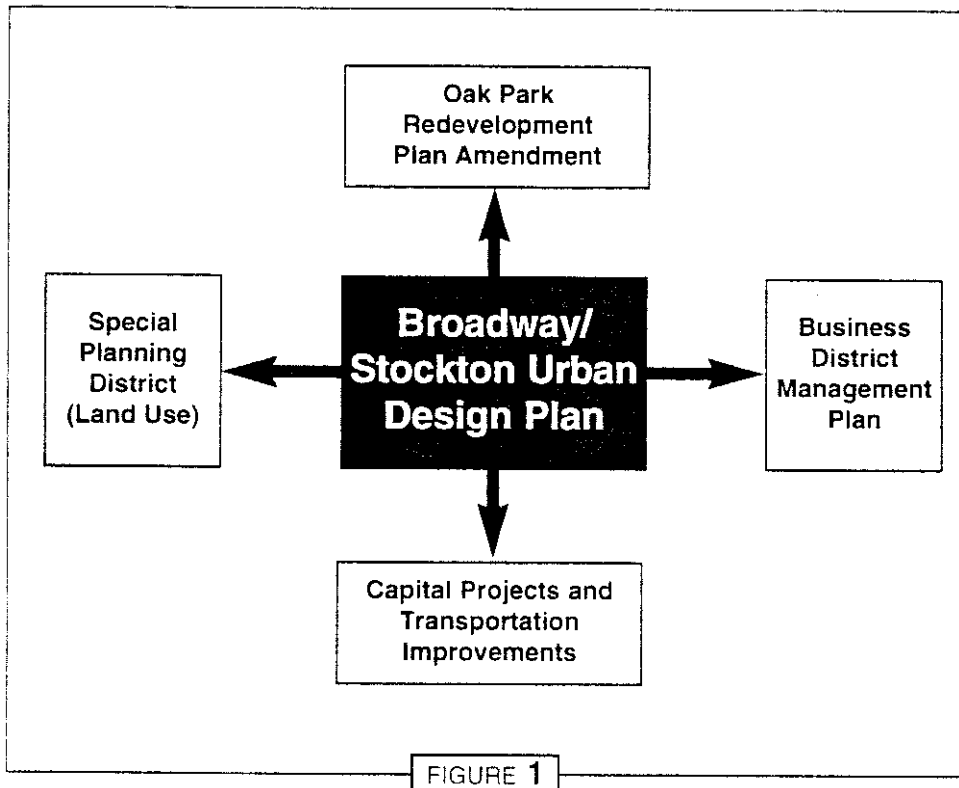 Oak Park
Redevelopment
Plan Amendment
Special
Planning
District
(Land Use)
Broadway/
Stockton Urban
Design Plan
Business
District
Management
Plan
Capital Projects and
Transportation
Improvements
FIGURE 1